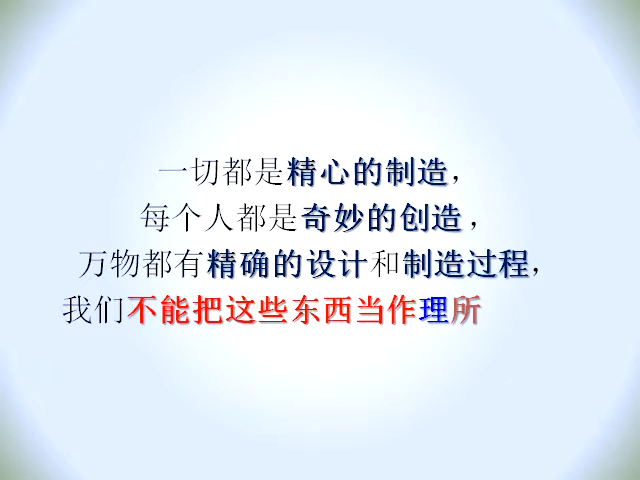 一切都是精心的制造，
每个人都是奇妙的创造，
万物都有精确的设计和制造过程，
我们不能把这些东西当作理所